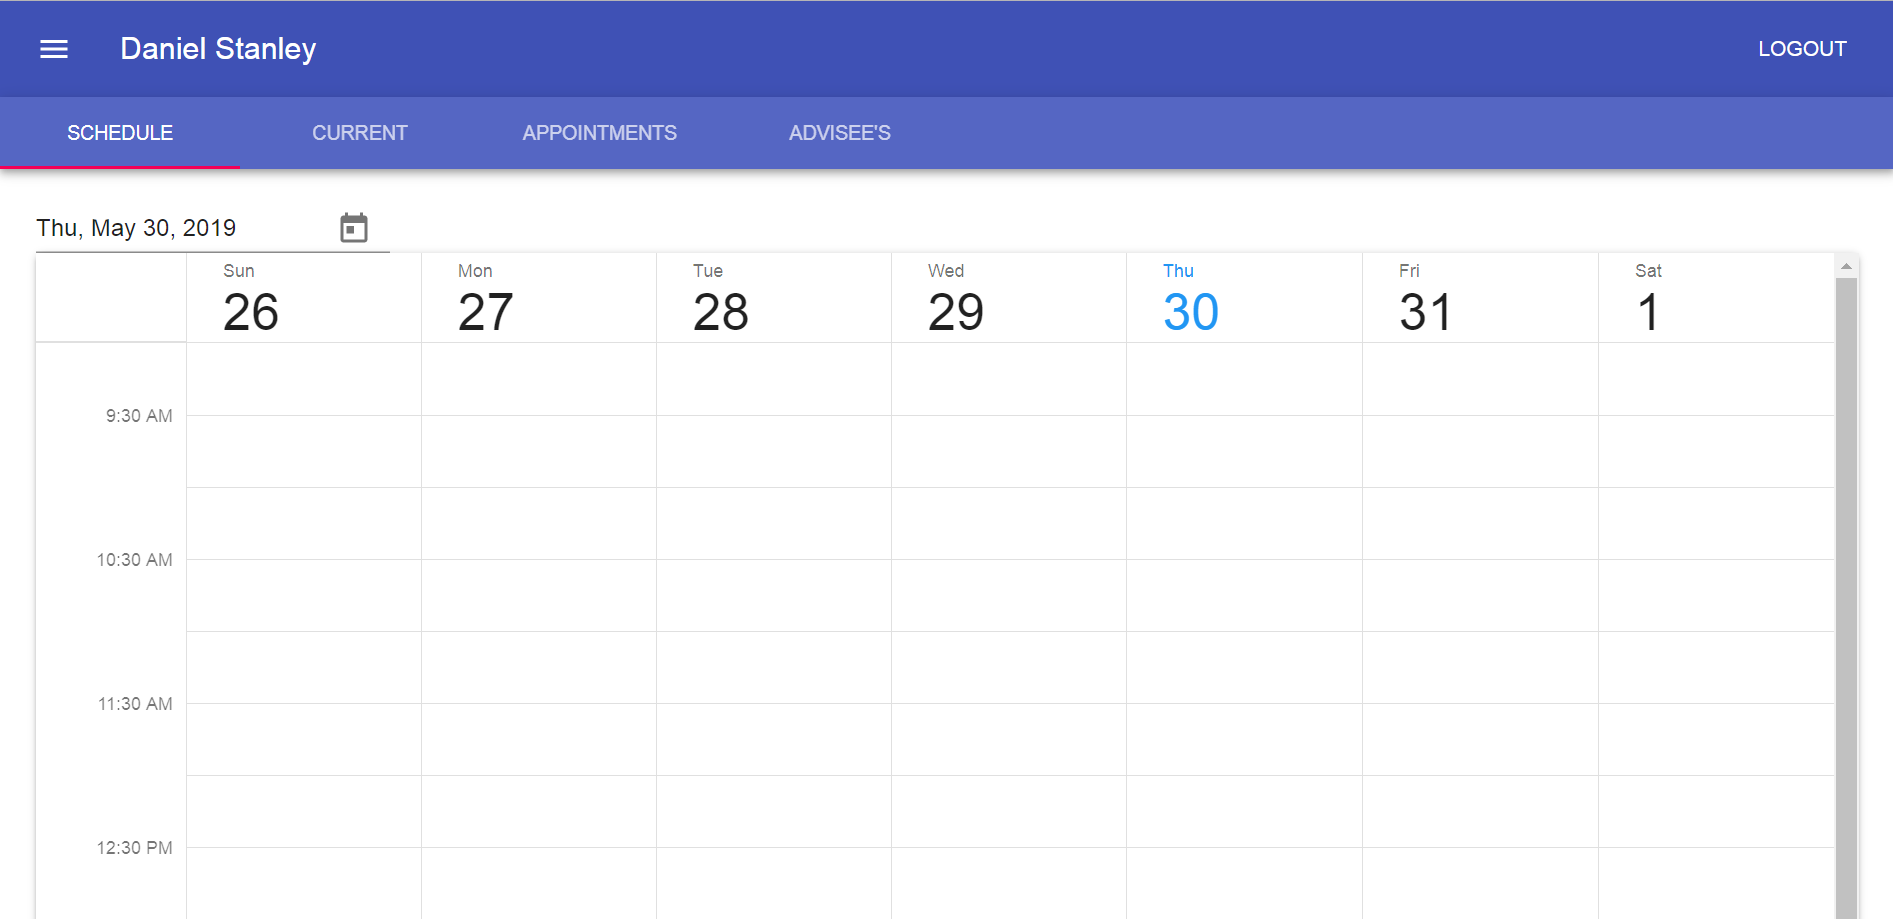 Daniel Stanley
LOGOUT
SCHEDULE CURRENT APPOINTMENTS ADVISEE'S
Thu, May 30, 2019
Sun Mon Tue Wed Thu Fri Sat
26 27 28 29 30 31 1
9:30 AM
10:30 AM
11:30 AM
12:30 PM